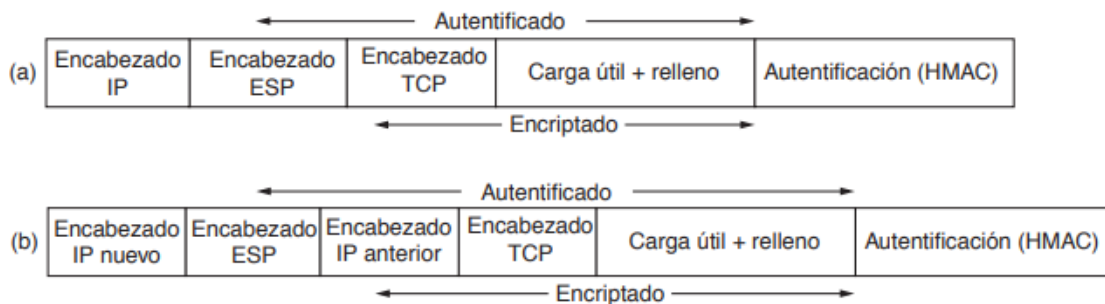 Autentificado
(a) Encabezado IP Encabezado ESP Encabezado TCP Carga útil + relleno Autentificación (HMAC)
Encriptado
Autentificado
(b) Encabezado IP nuevo Encabezado ESP Encabezado IP anterior Encabezado TCP Carga útil + relleno Autentificación (HMAC)
Encriptado